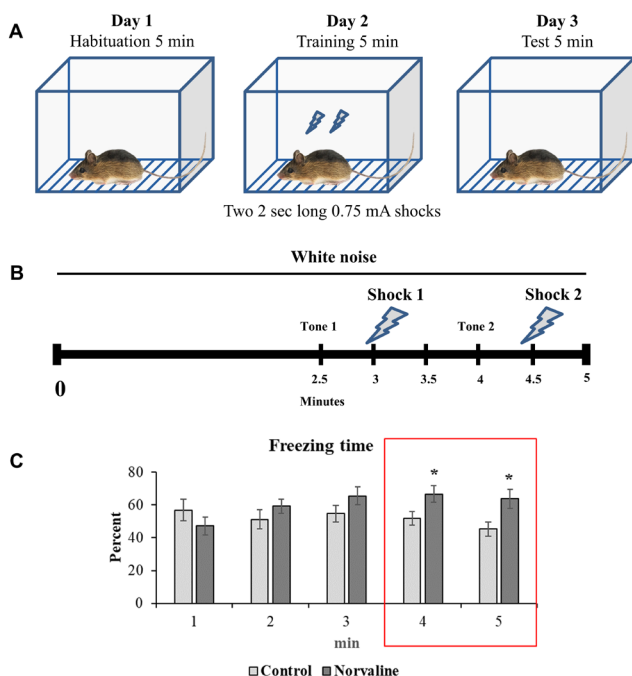 A
Day 1
Habituation 5 min
Day 2
Training 5 min
Day 3
Test 5 min
Two 2 sec long 0.75 mA shocks
B
White noise
Shock 1
Shock 2
Tone 1
Tone 2
0
2.5
3
3.5
4
4.5
5
Minutes
C
Freezing time
Percent
80
60
40
20
0
*
*
1
2
3
4
5
min
Control
Norvaline